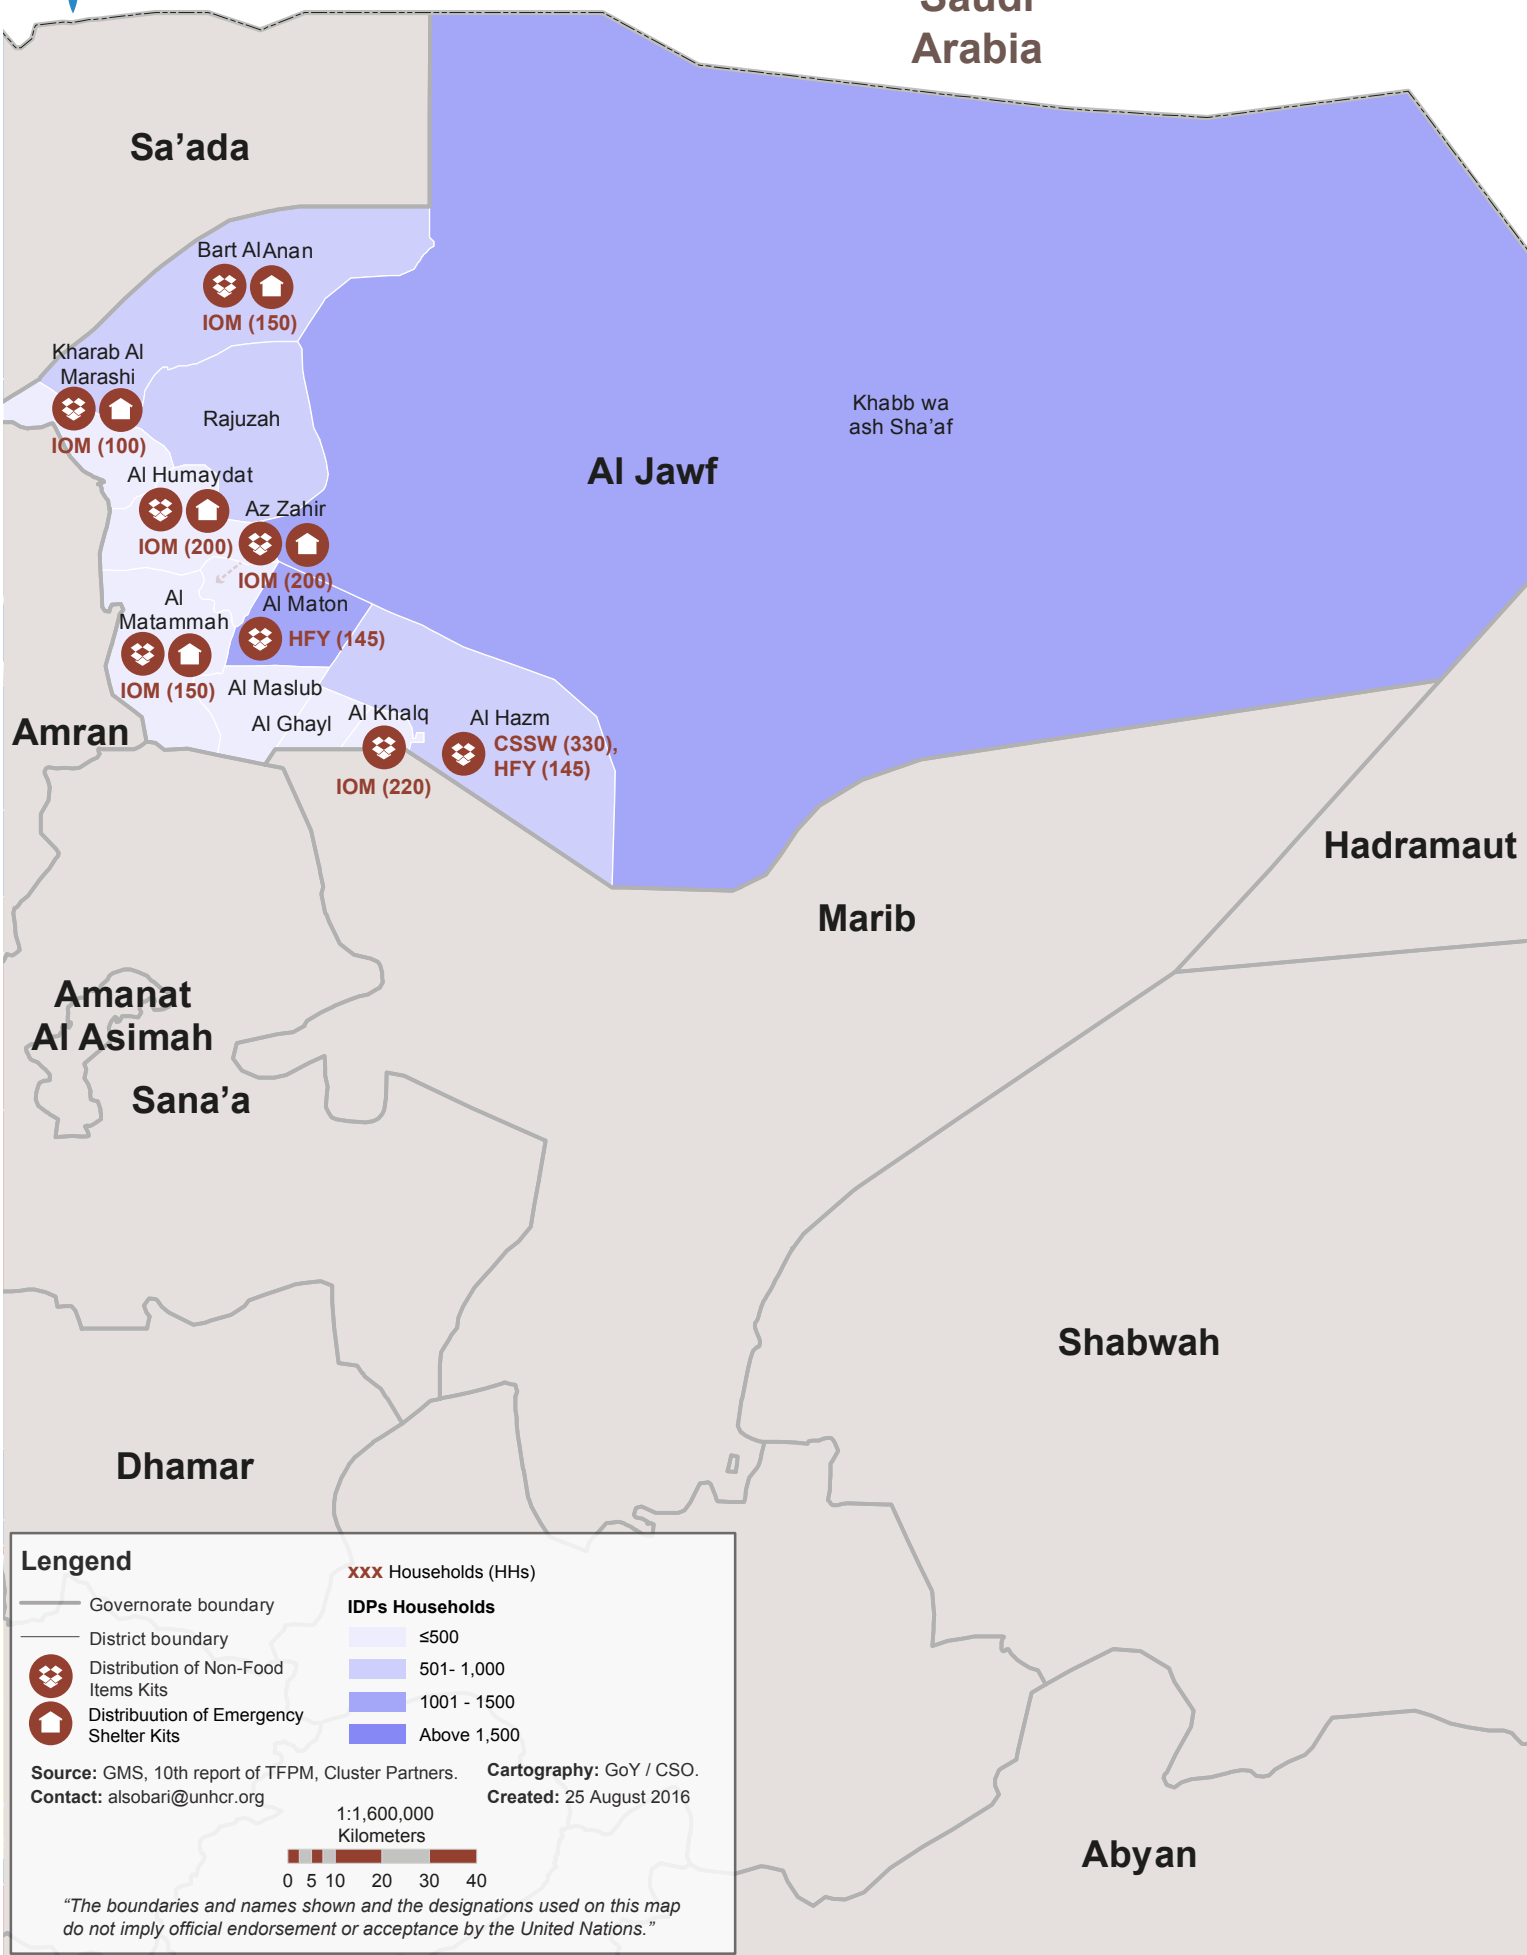 Saudi
Arabia
Sa’ada
Bart Al Anan
IOM (150)
Kharab Al
Marashi
IOM (100)
Rajuzah
Khabb wa
ash Sha’af
Al Jawf
Al Humaydat
IOM (200)
Az Zahir
IOM (200)
Al
Matammah
IOM (150)
Al Maton
HFY (145)
Al Maslub
Al Ghayl
Al Khalq
IOM (220)
Al Hazm
CSSW (330),
HFY (145)
Amran
Hadramaut
Marib
Amanat
Al Asimah
Sana’a
Shabwah
Dhamar
Abyan
Lengend
Governorate boundary
District boundary
Distribution of Non-Food
Items Kits
Distribuution of Emergency
Shelter Kits
xxx Households (HHs)
IDPs Households
≤500
501- 1,000
1001 - 1500
Above 1,500
Source: GMS, 10th report of TFPM, Cluster Partners.
Contact: alsobari@unhcr.org
Cartography: GoY / CSO.
Created: 25 August 2016
1:1,600,000
Kilometers
0 5 10 20 30 40
“The boundaries and names shown and the designations used on this map
do not imply official endorsement or acceptance by the United Nations.”